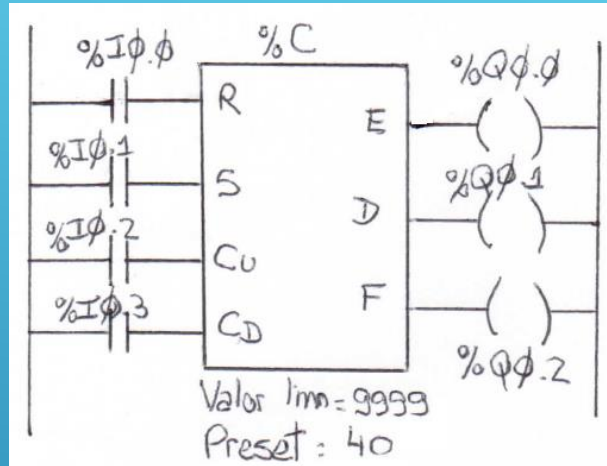 %IØ.Ø
%C
%QØ.Ø
R
E
%IØ.1
%QØ.1
S
D
%IØ.2
CU
F
%IØ.3
CD
%QØ.2
Valor lim = 9999
Preset : 40